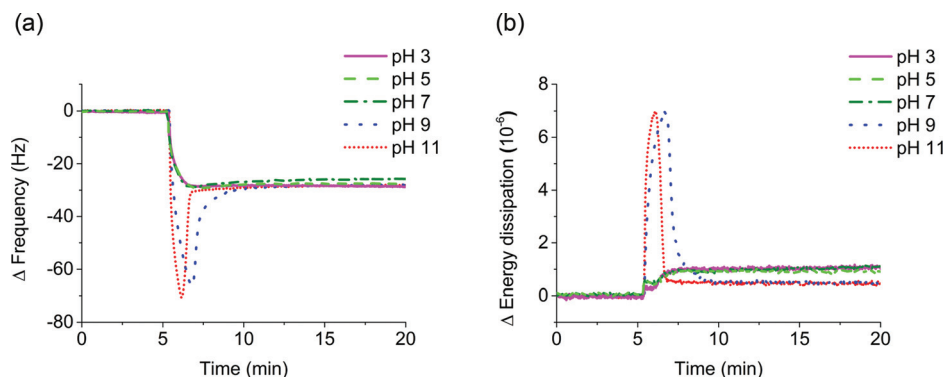 (a)
pH 3
pH 5
pH 7
pH 9
pH 11
0
-20
-40
-60
-80
Δ Frequency (Hz)
0
5
10
15
20
Time (min)
(b)
pH 3
pH 5
pH 7
pH 9
pH 11
8
6
4
2
0
Δ Energy dissipation (10⁻⁶)
0
5
10
15
20
Time (min)